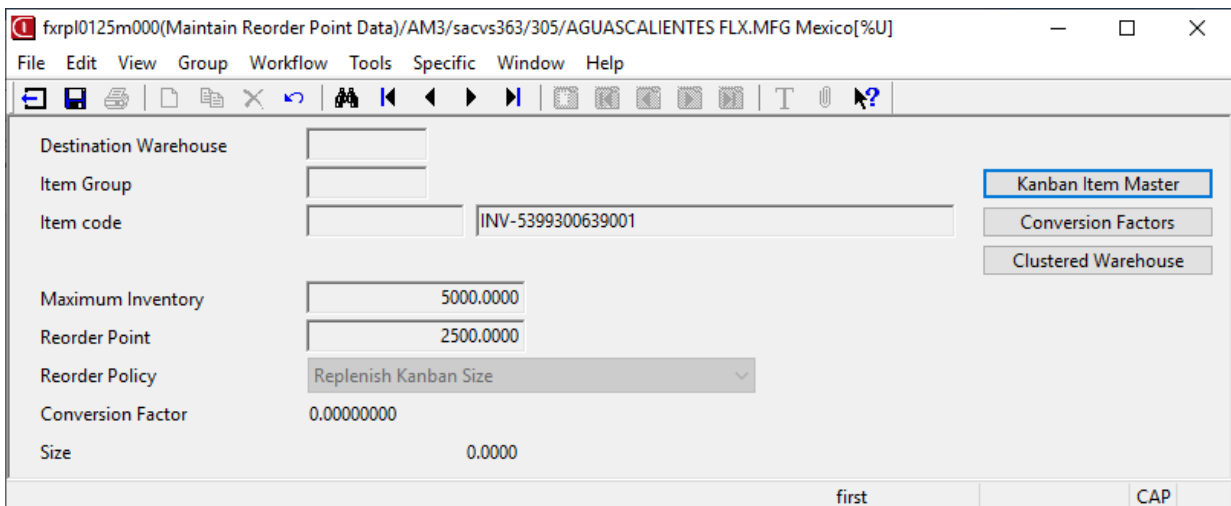 fxrpl0125m000(Maintain Reorder Point Data)/AM3/sacvs363/305/AGUASCALIENTES FLX.MFG Mexico[%U]
File Edit View Group Workflow Tools Specific Window Help
Destination Warehouse
Item Group
Kanban Item Master
Item code INV-5399300639001
Conversion Factors
Clustered Warehouse
Maximum Inventory 5000.0000
Reorder Point 2500.0000
Reorder Policy Replenish Kanban Size
Conversion Factor 0.00000000
Size 0.0000
first CAP